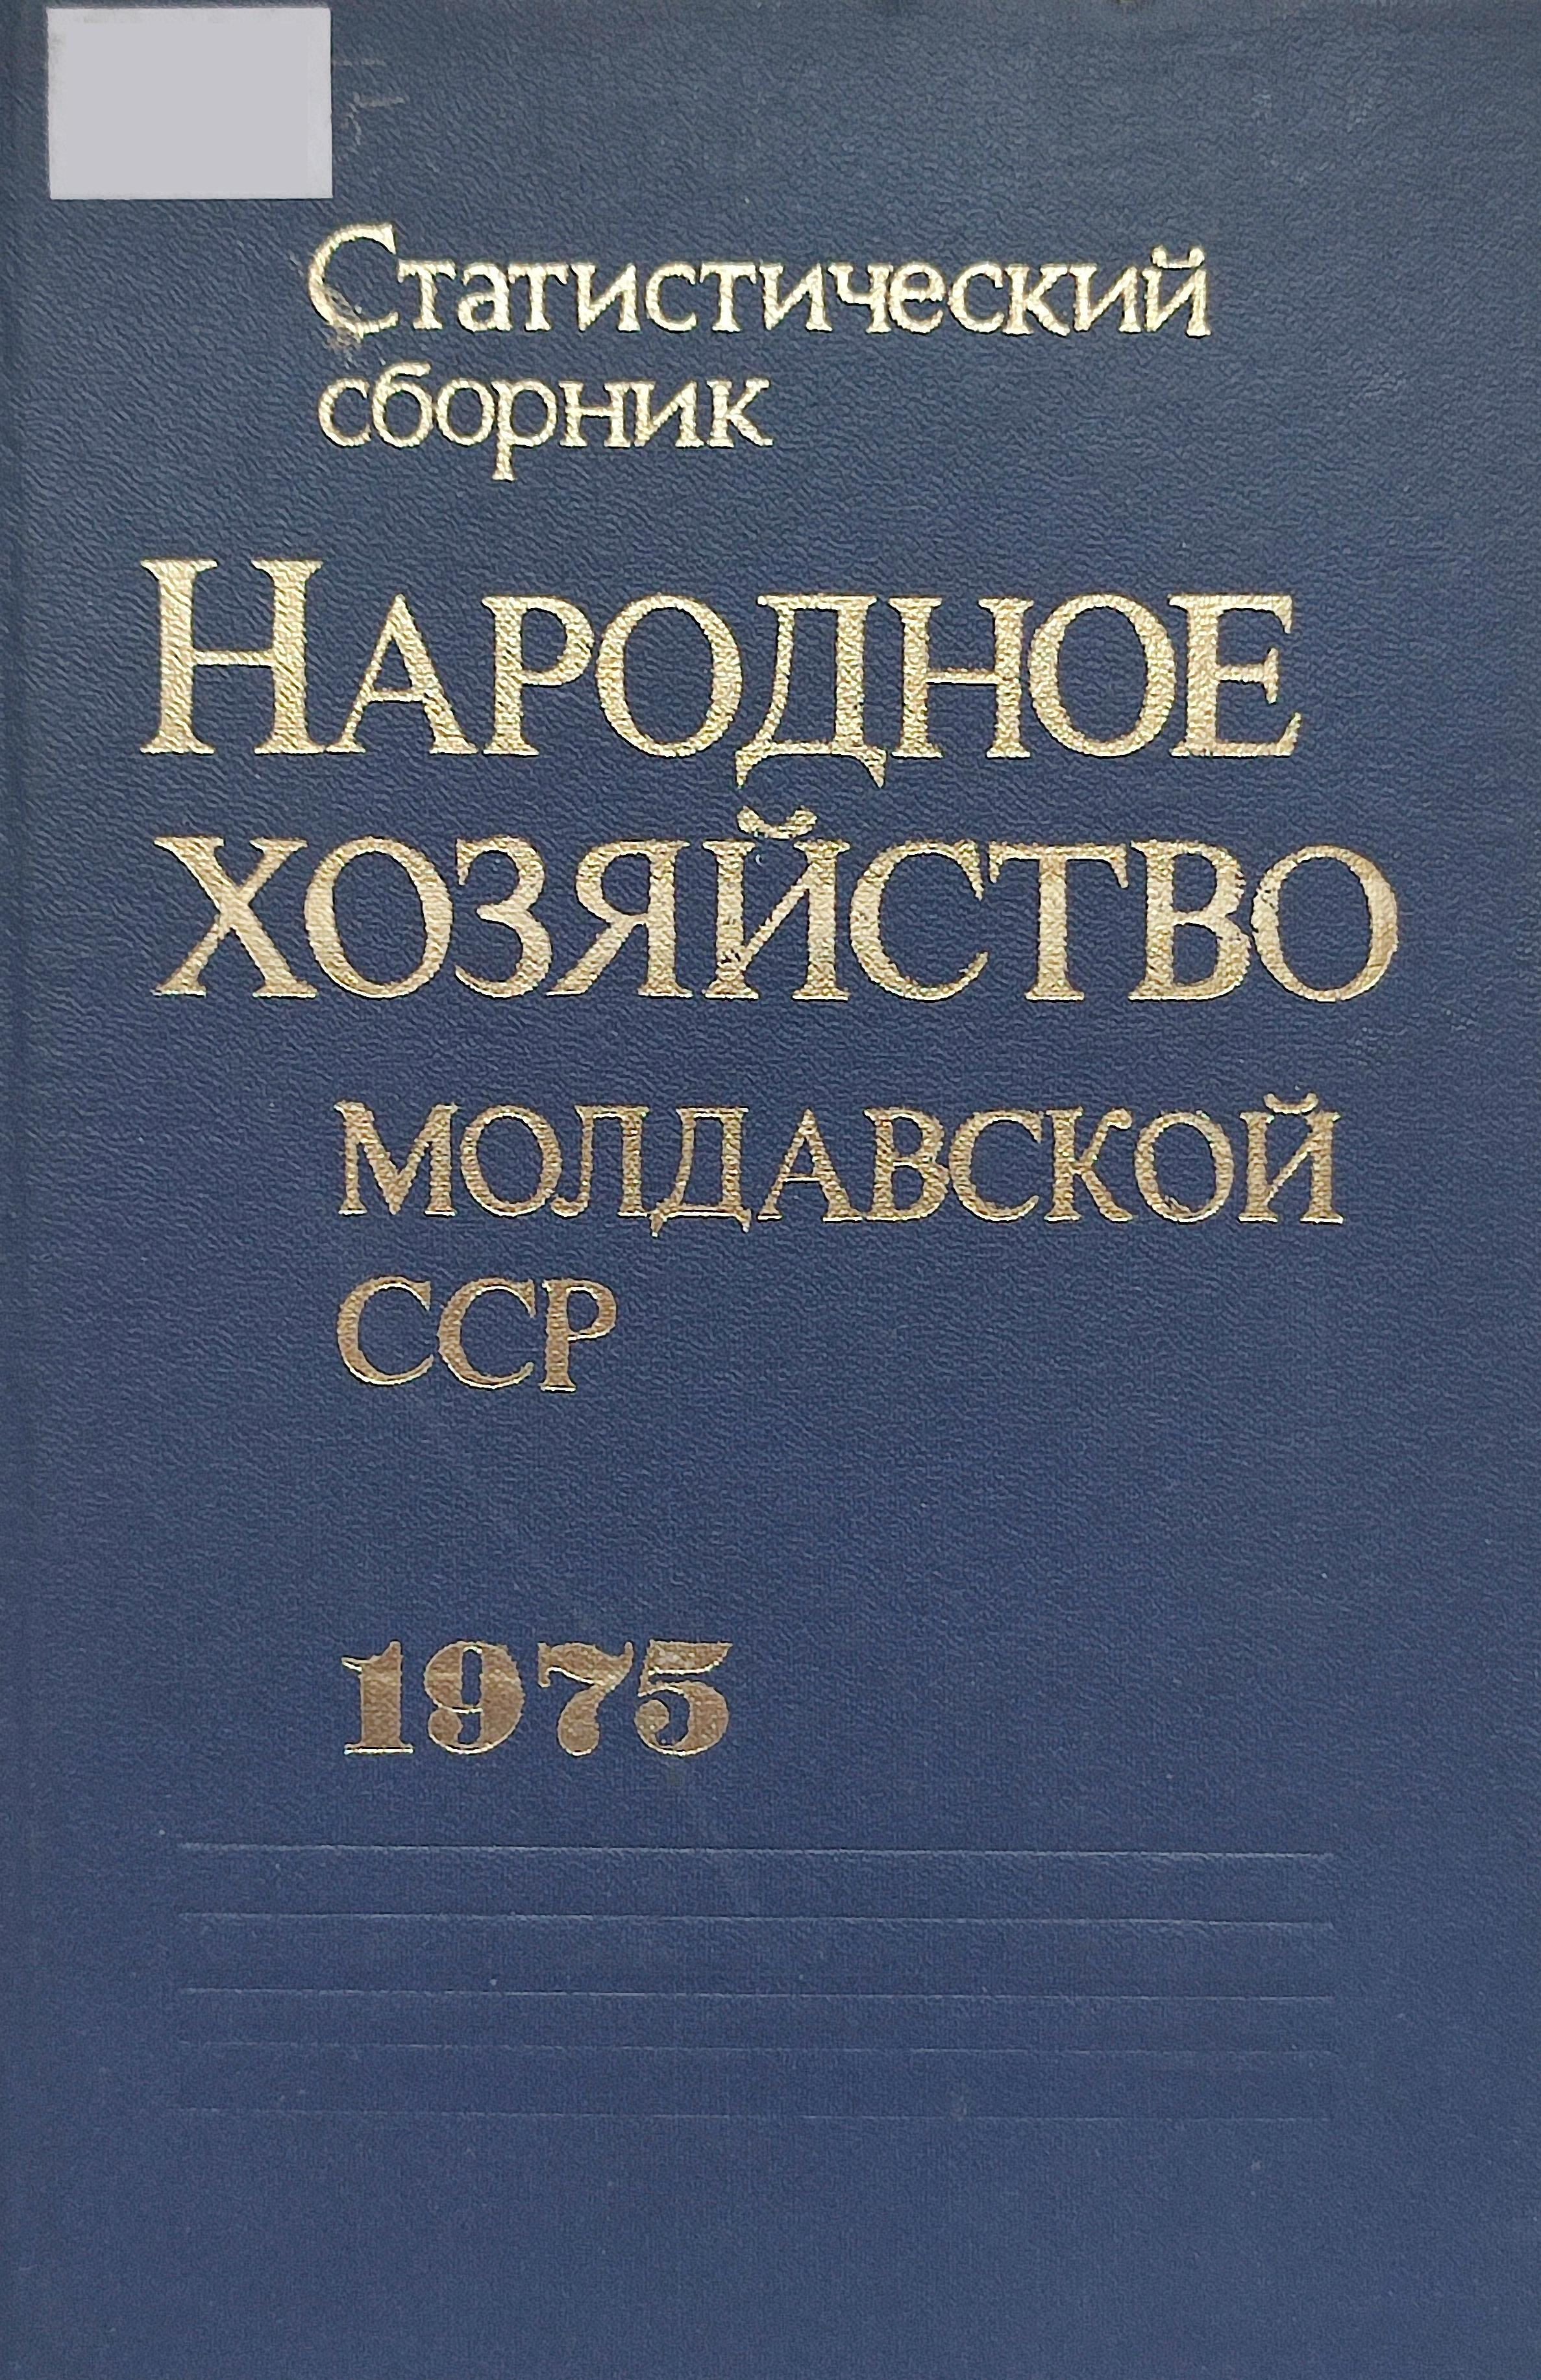 Статистический
сборник
НАРОДНОЕ
ХОЗЯЙСТВО
МОЛДАВСКОЙ
ССР
1975